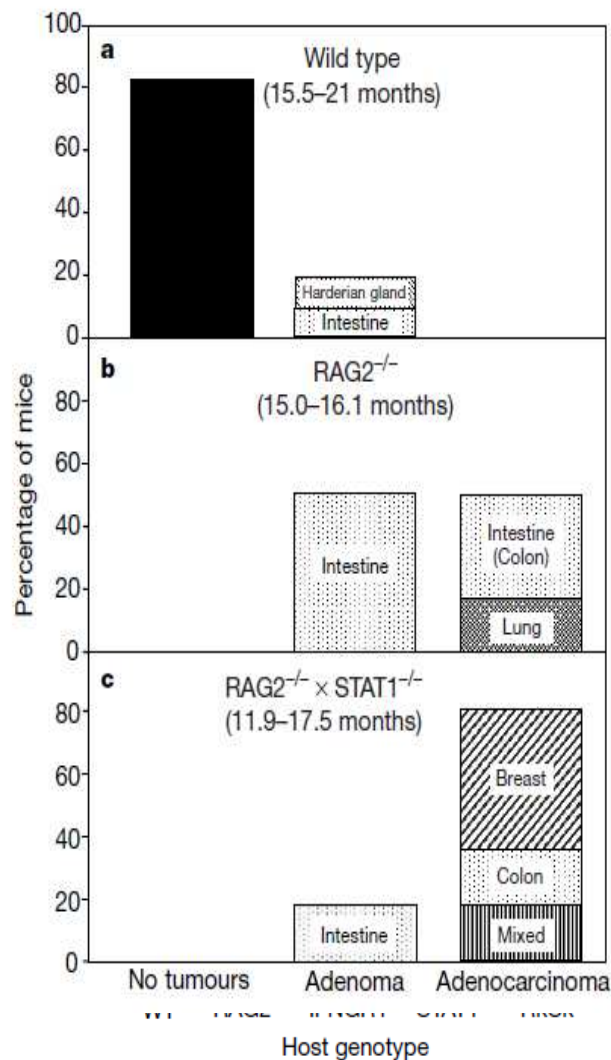 Percentage of mice
100
80
60
40
20
0
a
Wild type
(15.5–21 months)
Harderian gland
Intestine
80
60
40
20
0
b
RAG2⁻/⁻
(15.0–16.1 months)
Intestine
Intestine
(Colon)
Lung
80
60
40
20
0
c
RAG2⁻/⁻ × STAT1⁻/⁻
(11.9–17.5 months)
Intestine
Breast
Colon
Mixed
No tumours Adenoma Adenocarcinoma
Host genotype